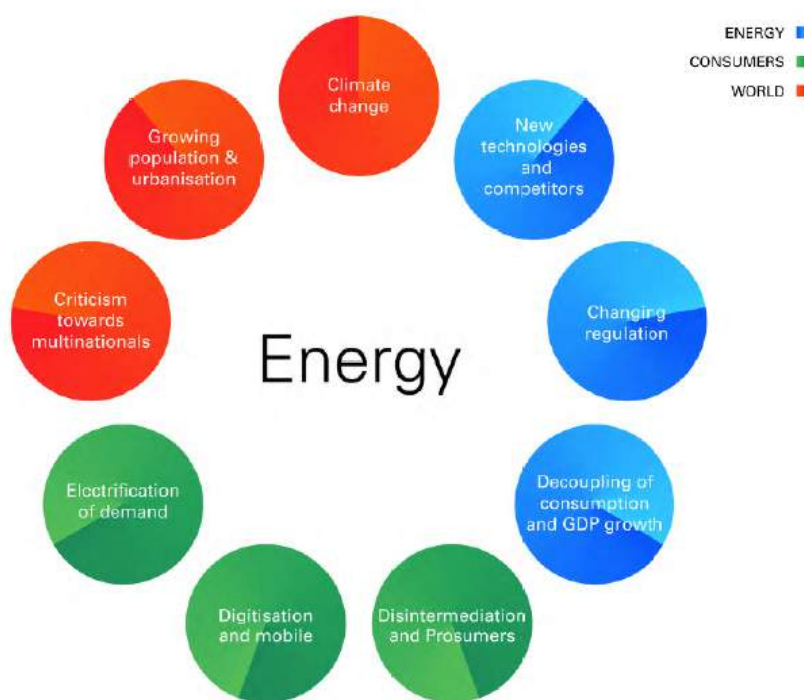 ENERGY
CONSUMERS
WORLD
Climate
change
New
technologies
and
competitors
Changing
regulation
Decoupling of
consumption
and GDP growth
Disintermediation
and Prosumers
Digitisation
and mobile
Electrification
of demand
Criticism
towards
multinationals
Growing
population &
urbanisation
Energy